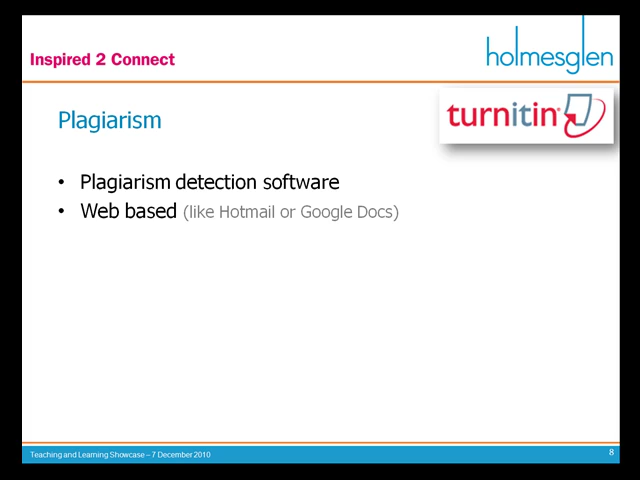 Inspired 2 Connect
holmesglen
Plagiarism
turnitin
• Plagiarism detection software
• Web based (like Hotmail or Google Docs)
Teaching and Learning Showcase – 7 December 2010
8